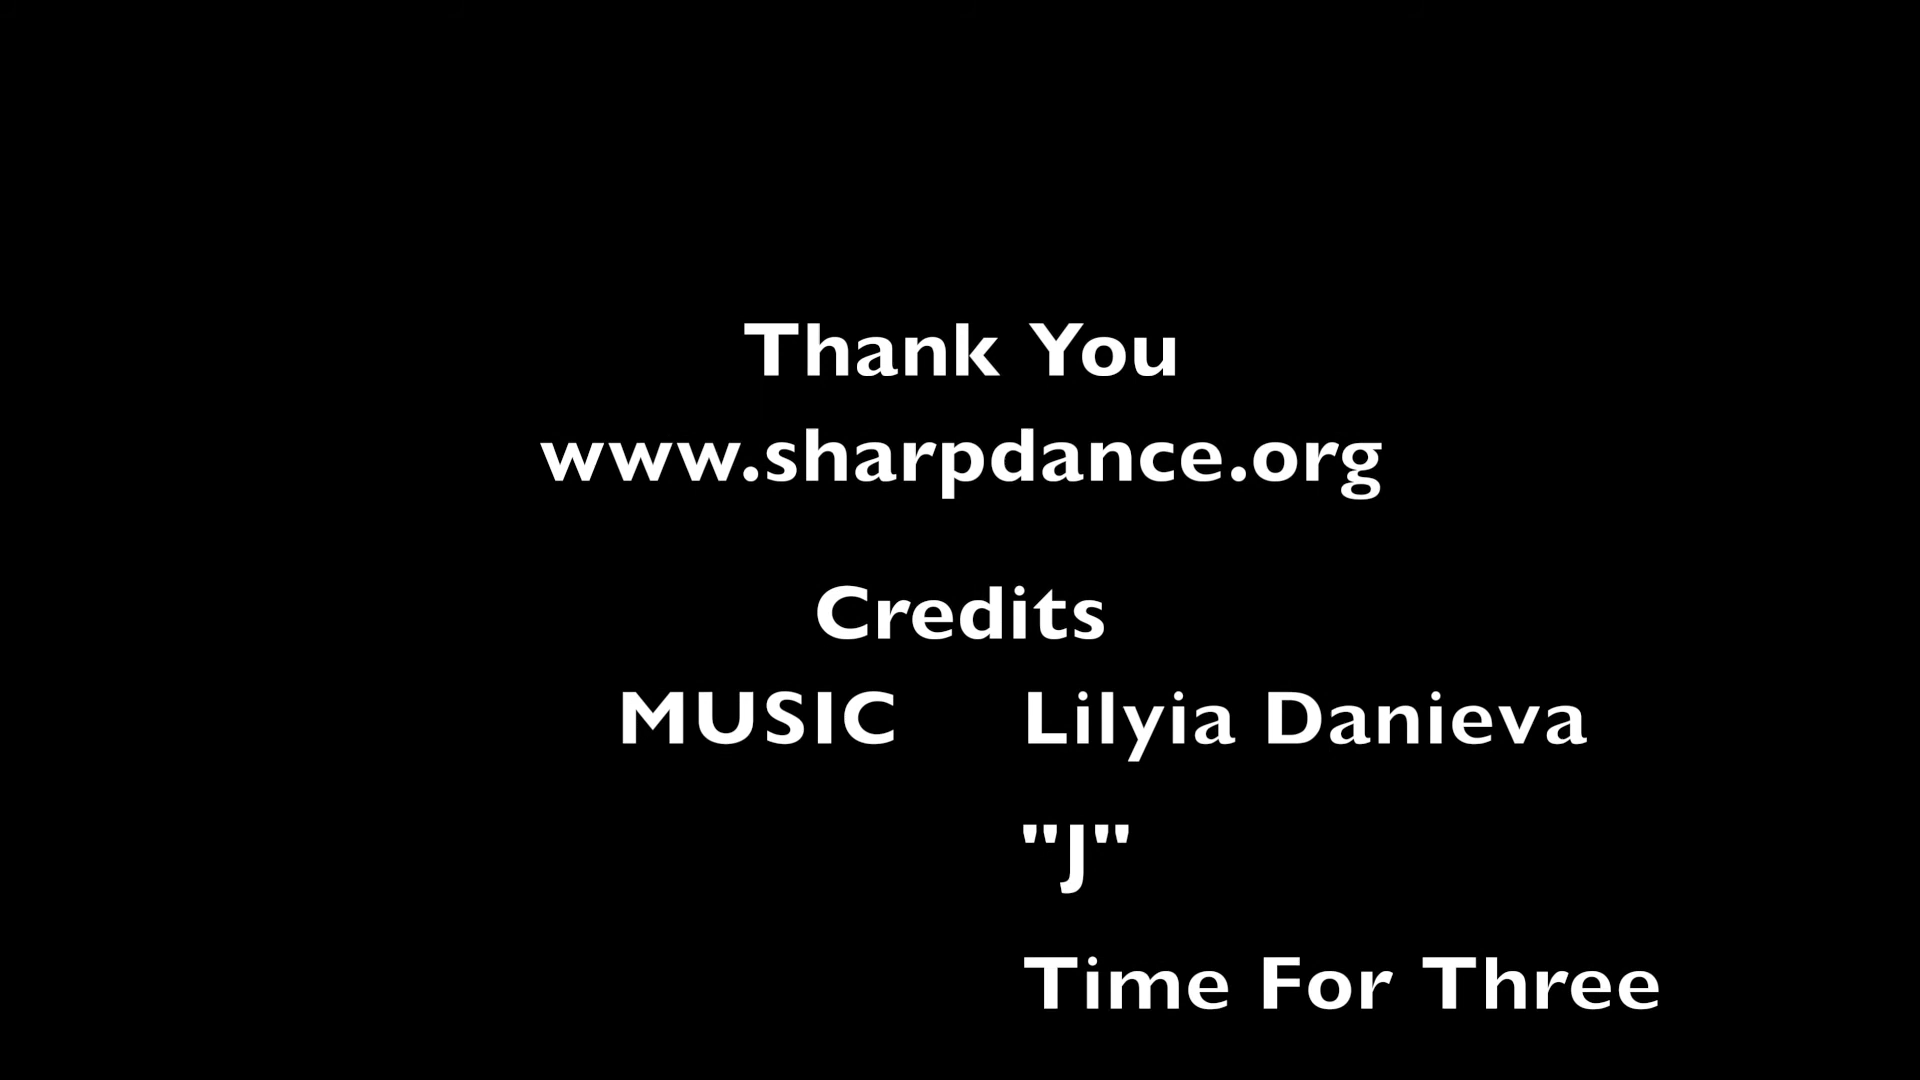 Thank You
www.sharpdance.org
Credits
MUSIC Lilyia Danieva
"J"
Time For Three